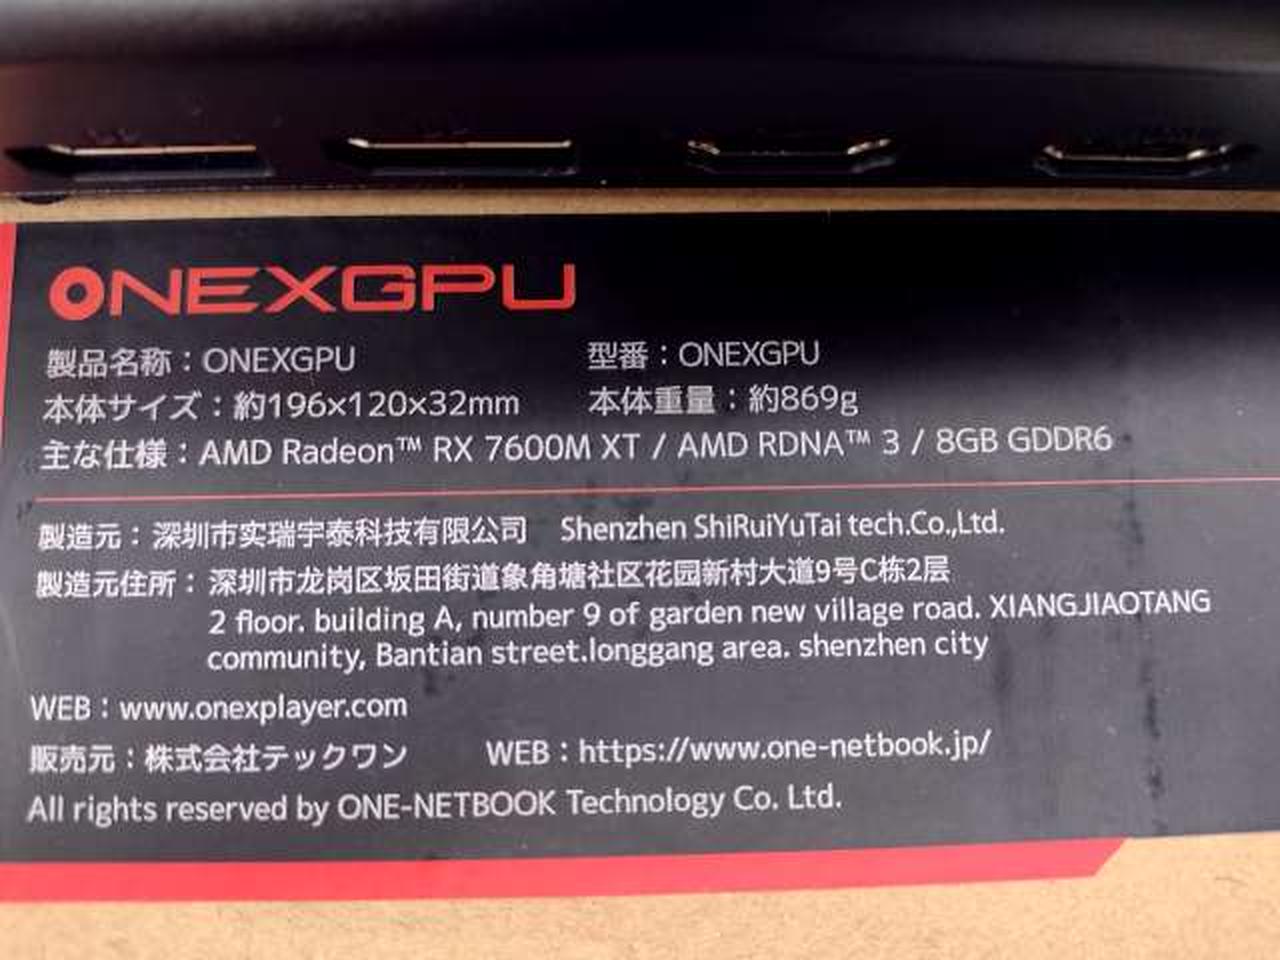 ONEXGPU
製品名称：ONEXGPU 型番：ONEXGPU
本体サイズ：約196×120×32mm 本体重量：約869g
主な仕様：AMD Radeon™ RX 7600M XT / AMD RDNA™ 3 / 8GB GDDR6
製造元：深圳市实瑞宇泰科技有限公司 Shenzhen ShiRuiYuTai tech.Co.,Ltd.
製造元住所：深圳市龙岗区坂田街道象角塘社区花园新村大道9号C栋2层
2 floor. building A, number 9 of garden new village road. XIANGJIAOTANG
community, Bantian street.longgang area. shenzhen city
WEB：www.onexplayer.com
販売元：株式会社テックワン WEB：https://www.one-netbook.jp/
All rights reserved by ONE-NETBOOK Technology Co. Ltd.